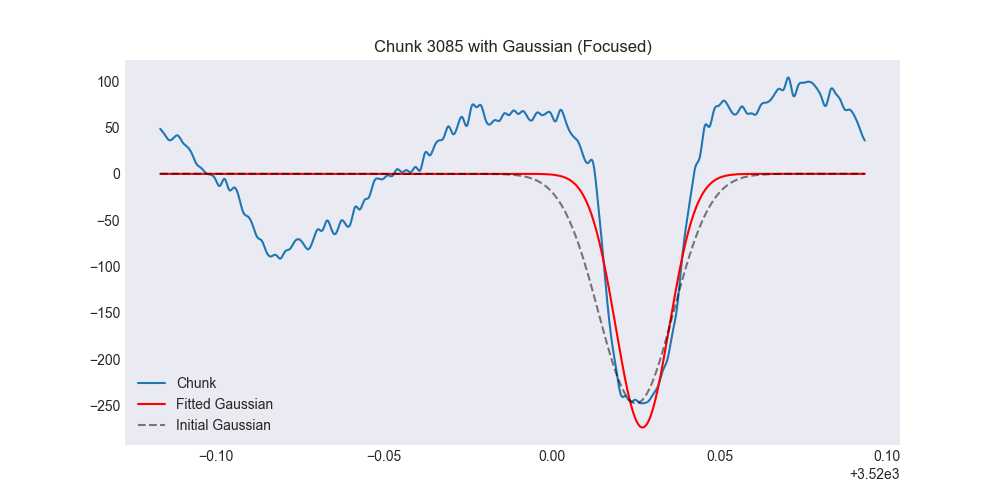 Chunk 3085 with Gaussian (Focused)
100
50
0
−50
−100
−150
−200
−250
Chunk
Fitted Gaussian
Initial Gaussian
−0.10 −0.05 0.00 0.05 0.10
+3.52e3